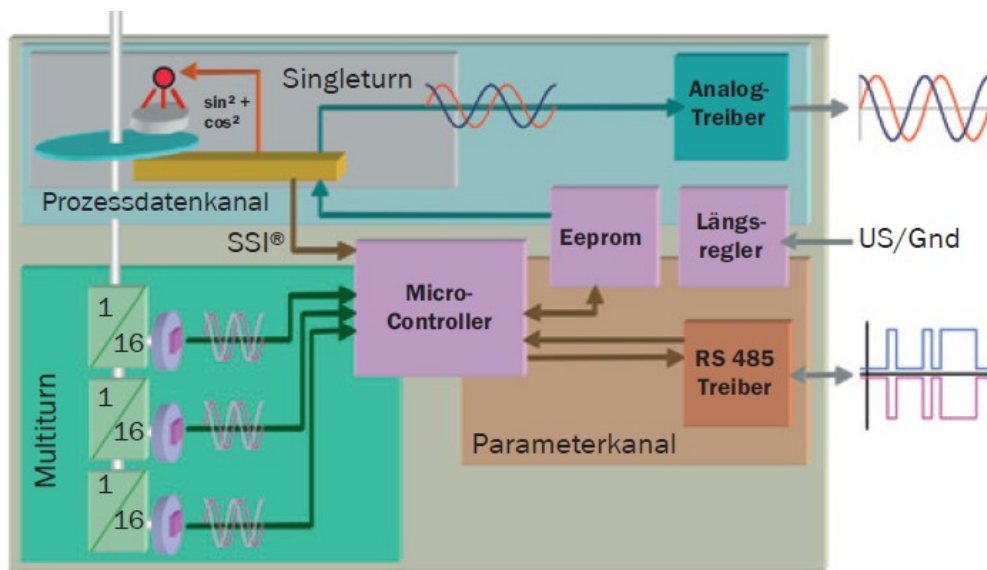 Singleturn
sin² +
cos²
Analog-
Treiber
Prozessdatenkanal
SSI®
Eeprom
Längs-
regler
US/Gnd
Micro-
Controller
RS 485
Treiber
Parameterkanal
Multiturn
1
16
1
16
1
16